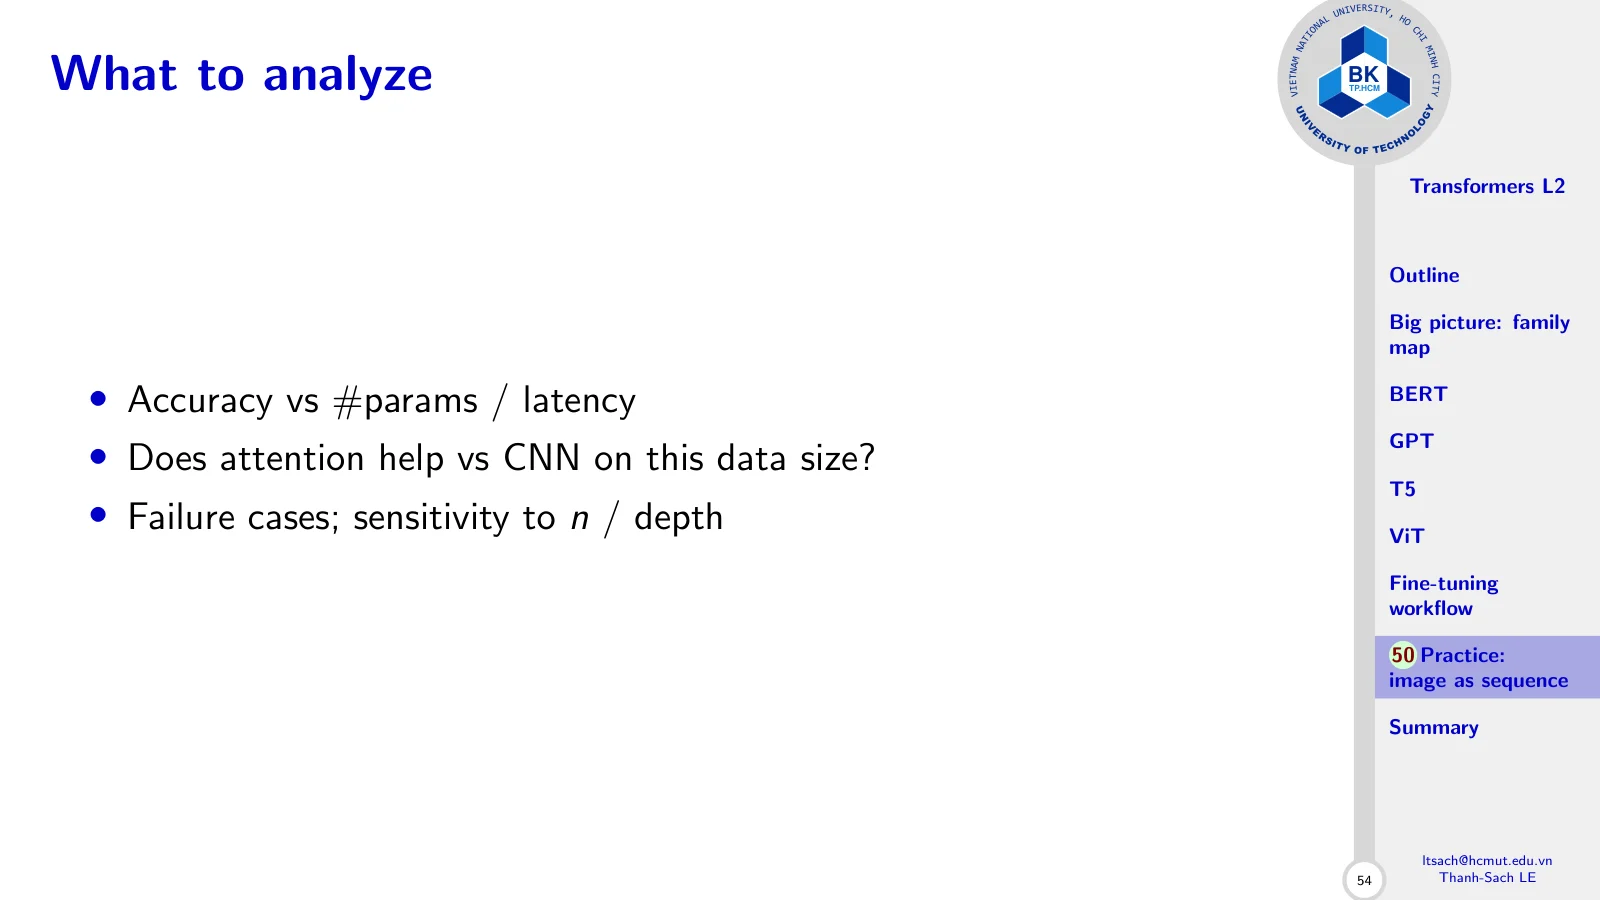 What to analyze
• Accuracy vs #params / latency
• Does attention help vs CNN on this data size?
• Failure cases; sensitivity to n / depth
VIETNAM NATIONAL UNIVERSITY, HO CHI MINH CITY
BK
TP.HCM
UNIVERSITY OF TECHNOLOGY
Transformers L2
Outline
Big picture: family
map
BERT
GPT
T5
ViT
Fine-tuning
workflow
50 Practice:
image as sequence
Summary
ltsach@hcmut.edu.vn
Thanh-Sach LE
54